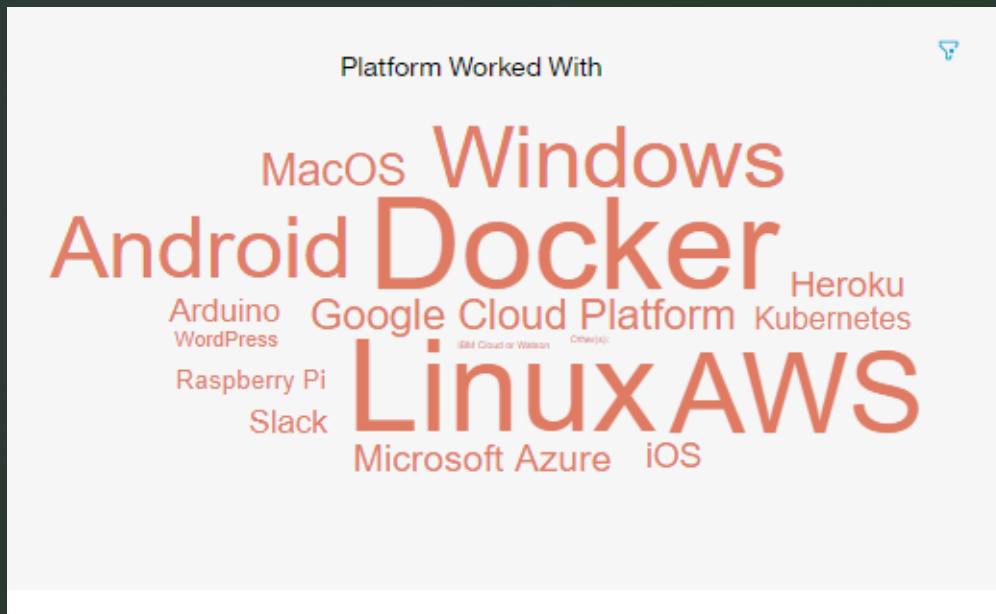 Platform Worked With
MacOS Windows
Android Docker
Heroku
Arduino Google Cloud Platform Kubernetes
WordPress IBM Cloud or Watson Other(s):
Raspberry Pi Linux AWS
Slack
Microsoft Azure iOS